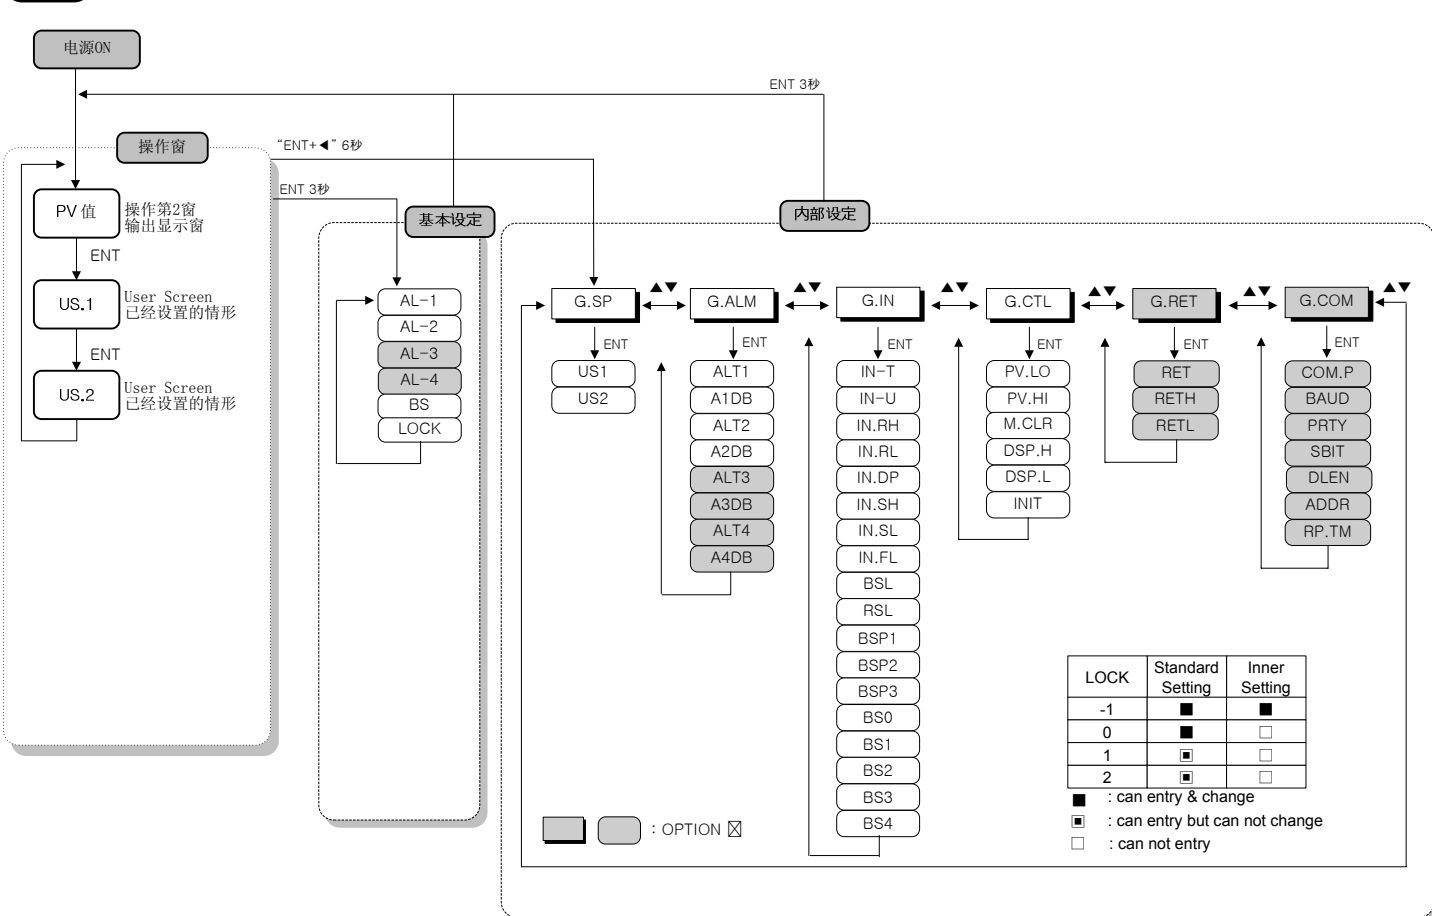 电源ON
ENT 3秒
操作窗
"ENT+◀" 6秒
ENT 3秒
PV 值
操作第2窗
输出显示窗
ENT
US.1
User Screen
已经设置的情形
ENT
US.2
User Screen
已经设置的情形
基本设定
AL-1
AL-2
AL-3
AL-4
BS
LOCK
内部设定
G.SP
▲▼
G.ALM
▲▼
G.IN
▲▼
G.CTL
▲▼
G.RET
▲▼
G.COM
▲▼
ENT
US1
US2
ENT
ALT1
A1DB
ALT2
A2DB
ALT3
A3DB
ALT4
A4DB
ENT
IN-T
IN-U
IN.RH
IN.RL
IN.DP
IN.SH
IN.SL
IN.FL
BSL
RSL
BSP1
BSP2
BSP3
BS0
BS1
BS2
BS3
BS4
ENT
PV.LO
PV.HI
M.CLR
DSP.H
DSP.L
INIT
ENT
RET
RETH
RETL
ENT
COM.P
BAUD
PRTY
SBIT
DLEN
ADDR
RP.TM
LOCK Standard Setting Inner Setting
-1 ■ ■
0 ■ □
1 ▣ □
2 ▣ □
■ : can entry & change
▣ : can entry but can not change
□ : can not entry
: OPTION ☒